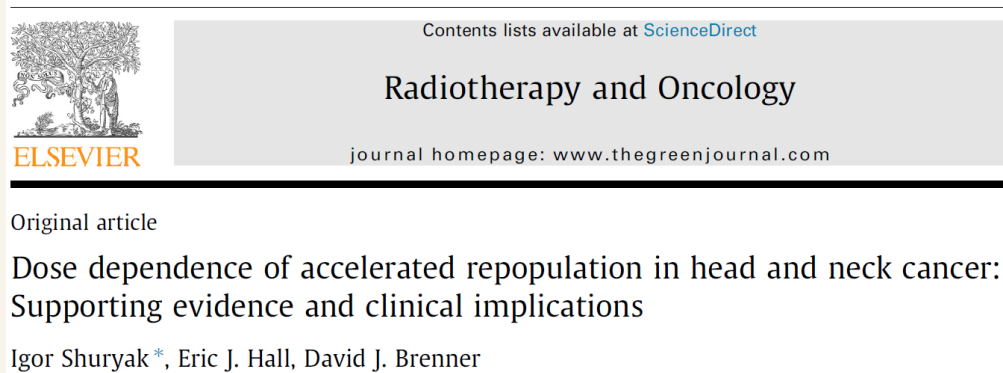 Contents lists available at ScienceDirect
Radiotherapy and Oncology
journal homepage: www.thegreenjournal.com
ELSEVIER
Original article
Dose dependence of accelerated repopulation in head and neck cancer:
Supporting evidence and clinical implications
Igor Shuryak *, Eric J. Hall, David J. Brenner